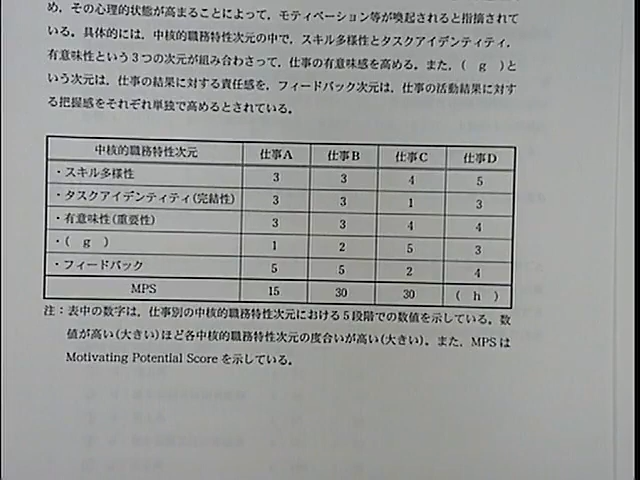 め，その心理的状態が高まることによって，モティベーション等が喚起されると指摘されて
いる。具体的には，中核的職務特性次元の中で，スキル多様性とタスクアイデンティティ，
有意味性という３つの次元が組み合わさって，仕事の有意味感を高める。また，( g )と
いう次元は，仕事の結果に対する責任感を，フィードバック次元は，仕事の活動結果に対す
る把握感をそれぞれ単独で高めるとされている。
中核的職務特性次元 仕事A 仕事B 仕事C 仕事D
・スキル多様性 3 3 4 5
・タスクアイデンティティ(完結性) 3 3 1 3
・有意味性(重要性) 3 3 4 4
・( g ) 1 2 5 3
・フィードバック 5 5 2 4
MPS 15 30 30 ( h )
注：表中の数字は，仕事別の中核的職務特性次元における５段階での数値を示している。数
値が高い(大きい)ほど各中核的職務特性次元の度合いが高い(大きい)。また，MPSは
Motivating Potential Scoreを示している。